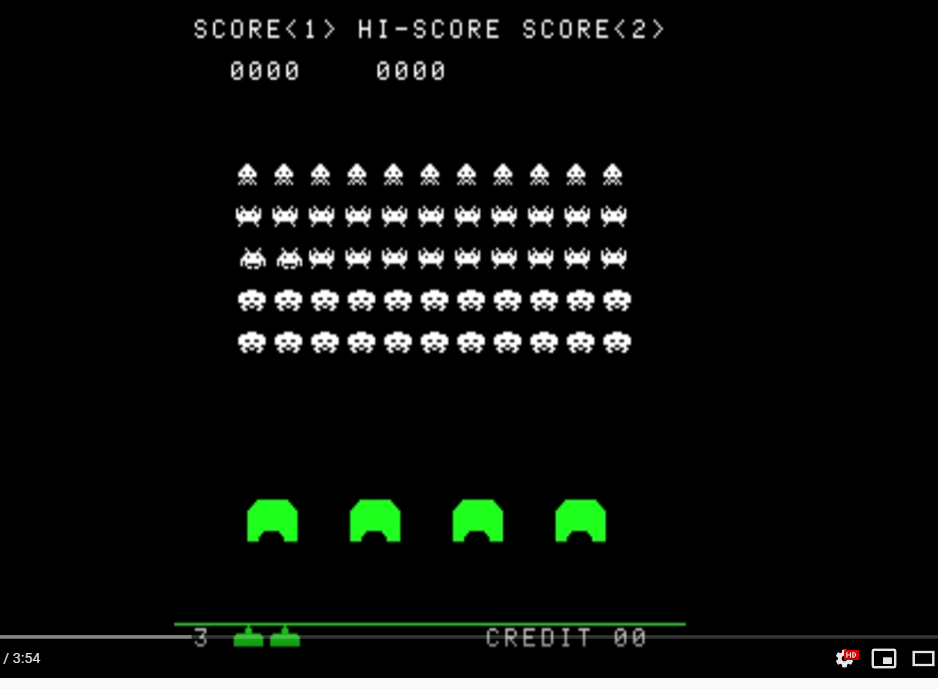 SCORE<1> HI-SCORE SCORE<2>
0000 0000
3 CREDIT 00
/ 3:54
HD